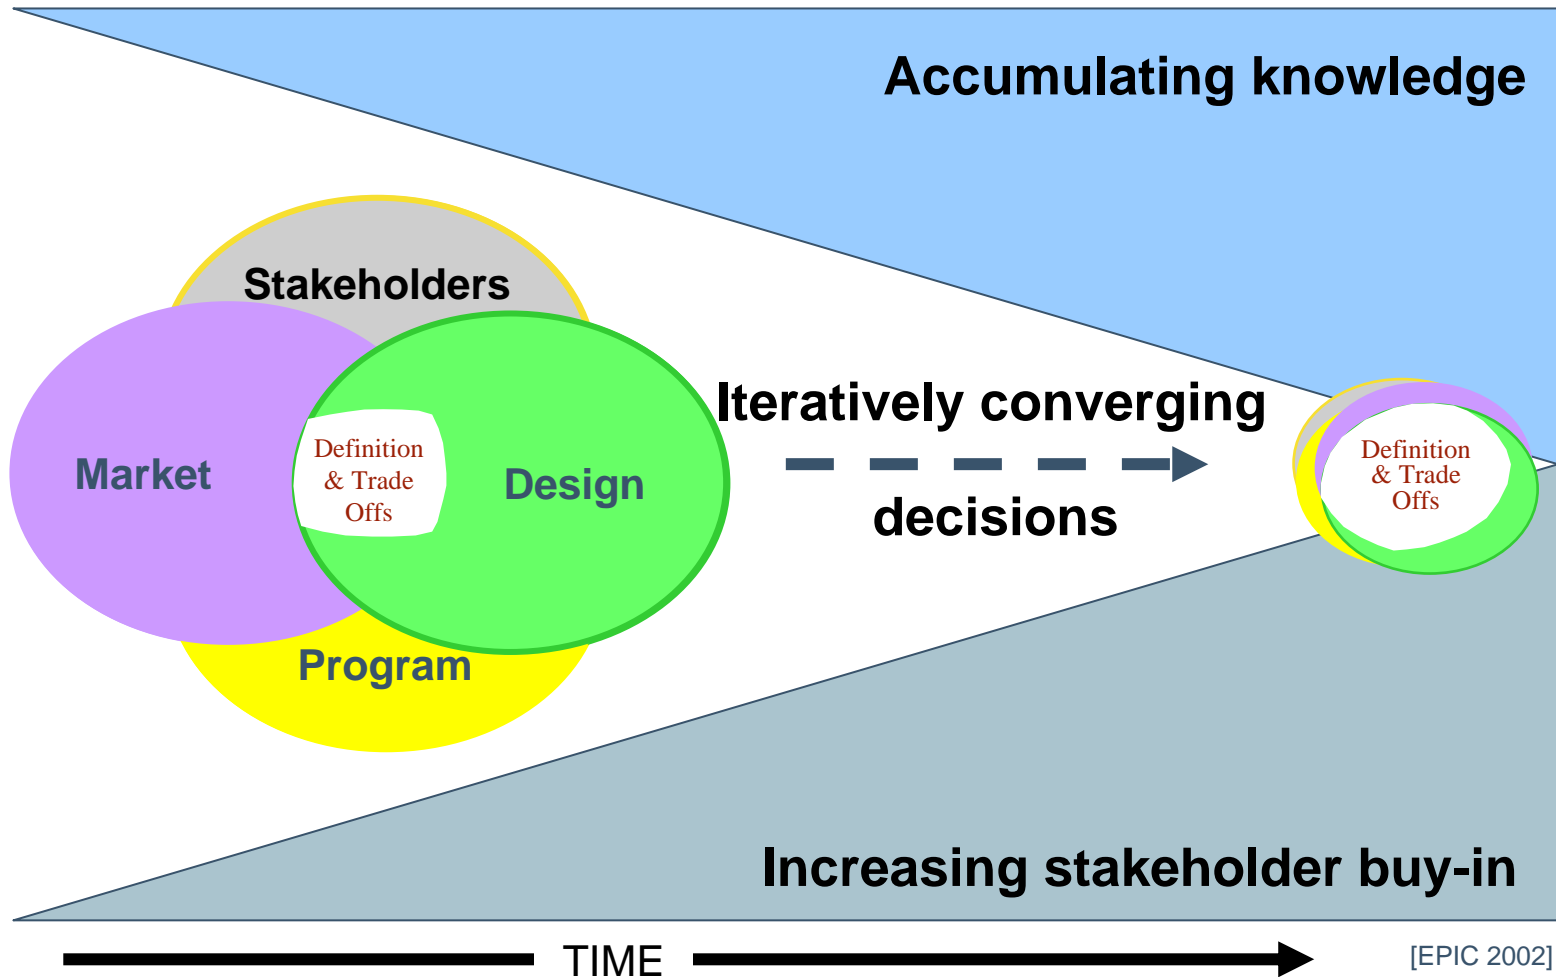 Accumulating knowledge
Stakeholders
Market
Definition
& Trade
Offs
Design
Program
Iteratively converging
decisions
Definition
& Trade
Offs
Increasing stakeholder buy-in
TIME
[EPIC 2002]